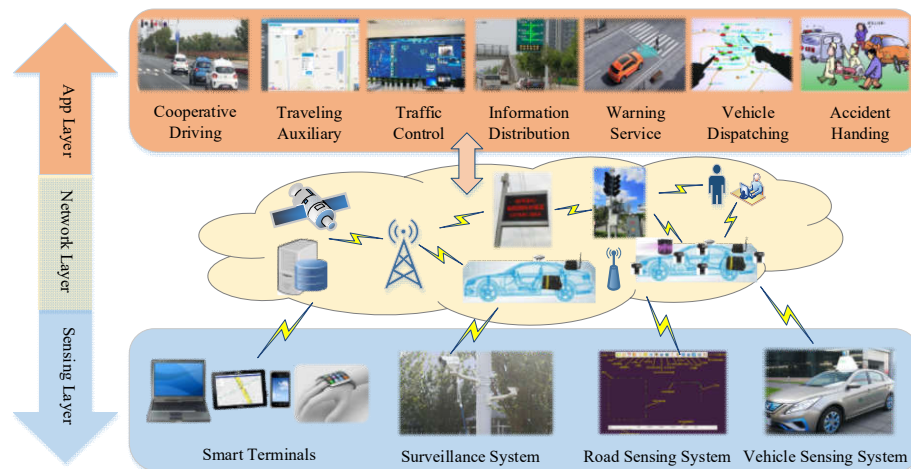 App Layer
Network Layer
Sensing Layer
Cooperative
Driving
Traveling
Auxiliary
Traffic
Control
Information
Distribution
Warning
Service
Vehicle
Dispatching
Accident
Handing
Smart Terminals
Surveillance System
Road Sensing System
Vehicle Sensing System